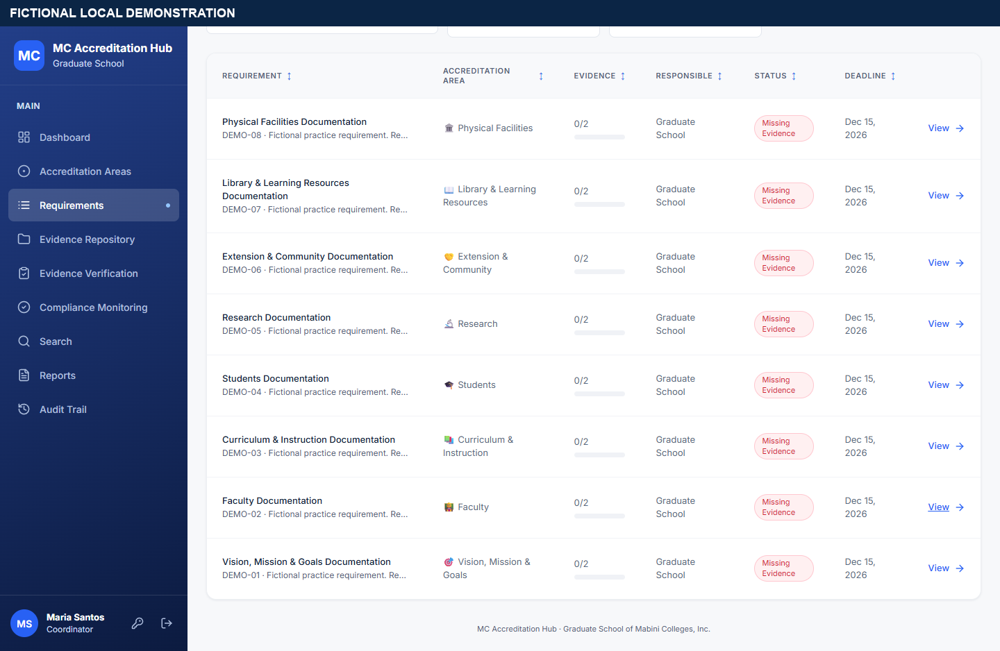 FICTIONAL LOCAL DEMONSTRATION
MC
MC Accreditation Hub
Graduate School
MAIN
Dashboard
Accreditation Areas
Requirements
Evidence Repository
Evidence Verification
Compliance Monitoring
Search
Reports
Audit Trail
MS
Maria Santos
Coordinator
REQUIREMENT
ACCREDITATION
AREA
EVIDENCE
RESPONSIBLE
STATUS
DEADLINE
Physical Facilities Documentation
DEMO-08 · Fictional practice requirement. Re...
Physical Facilities
0/2
Graduate
School
Missing
Evidence
Dec 15,
2026
View
Library & Learning Resources
Documentation
DEMO-07 · Fictional practice requirement. Re...
Library & Learning
Resources
0/2
Graduate
School
Missing
Evidence
Dec 15,
2026
View
Extension & Community Documentation
DEMO-06 · Fictional practice requirement. Re...
Extension &
Community
0/2
Graduate
School
Missing
Evidence
Dec 15,
2026
View
Research Documentation
DEMO-05 · Fictional practice requirement. Re...
Research
0/2
Graduate
School
Missing
Evidence
Dec 15,
2026
View
Students Documentation
DEMO-04 · Fictional practice requirement. Re...
Students
0/2
Graduate
School
Missing
Evidence
Dec 15,
2026
View
Curriculum & Instruction Documentation
DEMO-03 · Fictional practice requirement. Re...
Curriculum &
Instruction
0/2
Graduate
School
Missing
Evidence
Dec 15,
2026
View
Faculty Documentation
DEMO-02 · Fictional practice requirement. Re...
Faculty
0/2
Graduate
School
Missing
Evidence
Dec 15,
2026
View
Vision, Mission & Goals Documentation
DEMO-01 · Fictional practice requirement. Re...
Vision, Mission &
Goals
0/2
Graduate
School
Missing
Evidence
Dec 15,
2026
View
MC Accreditation Hub · Graduate School of Mabini Colleges, Inc.